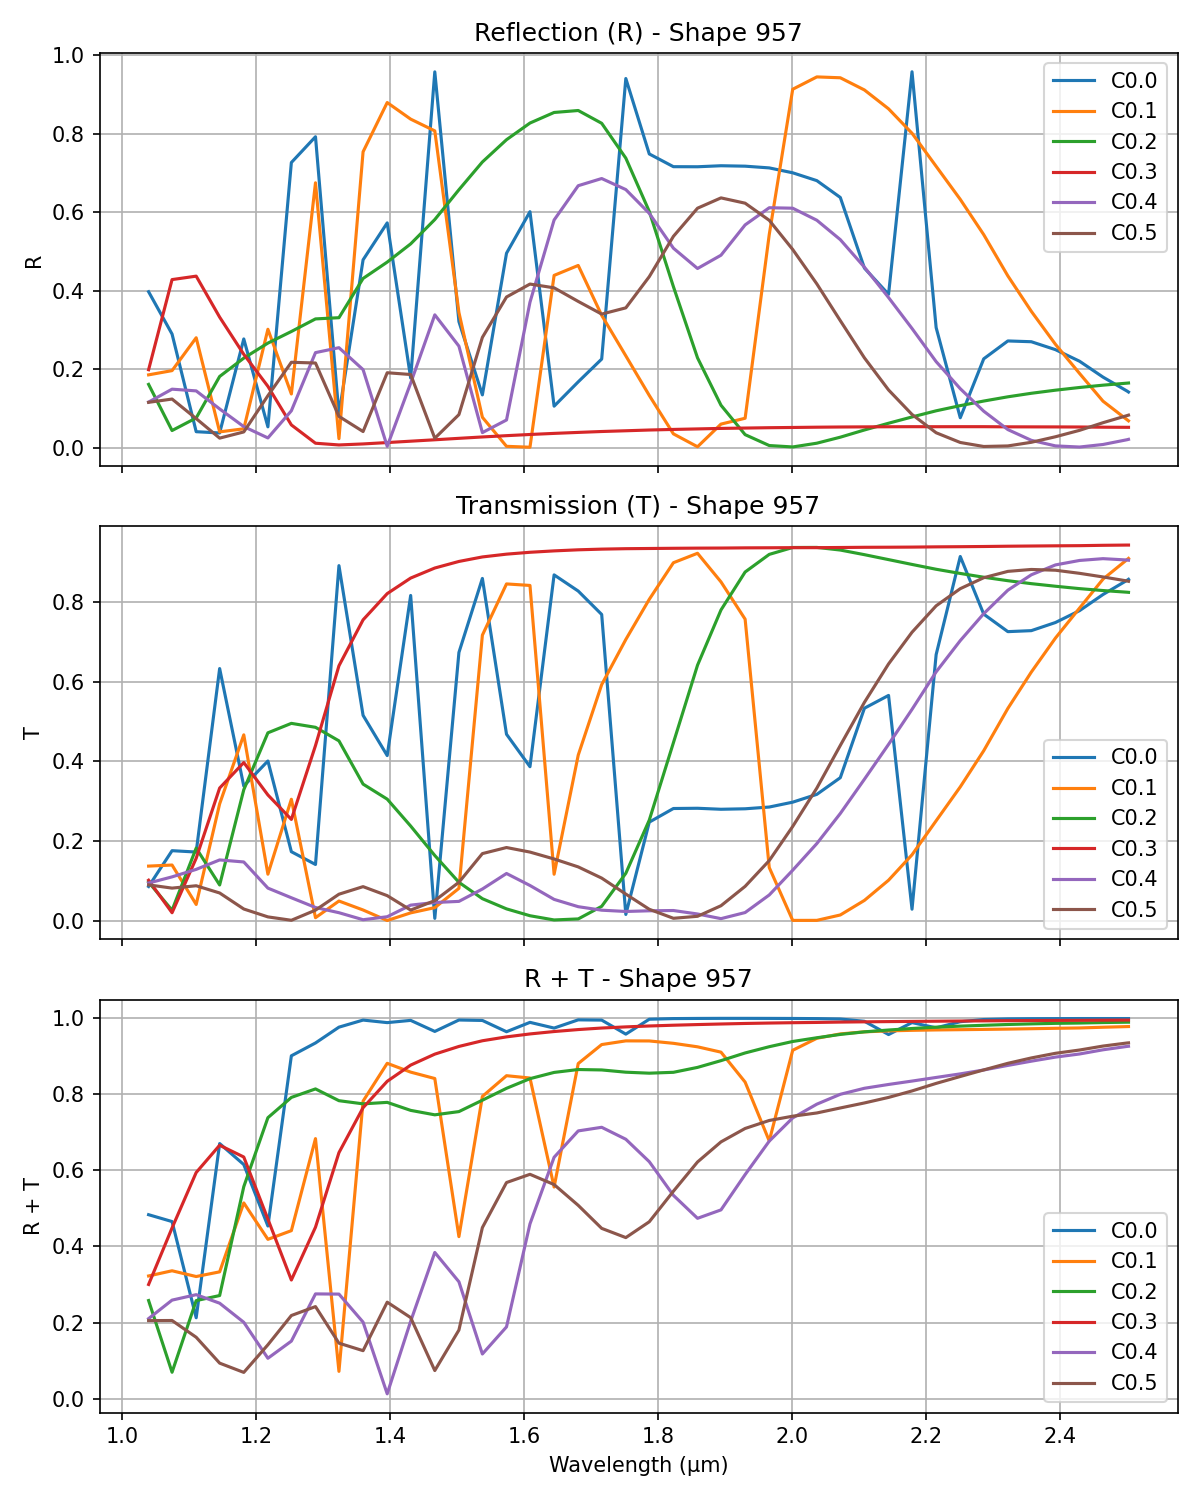 Reflection (R) - Shape 957
1.0
0.8
0.6
0.4
0.2
0.0
R
C0.0
C0.1
C0.2
C0.3
C0.4
C0.5
Transmission (T) - Shape 957
0.8
0.6
0.4
0.2
0.0
T
C0.0
C0.1
C0.2
C0.3
C0.4
C0.5
R + T - Shape 957
1.0
0.8
0.6
0.4
0.2
0.0
R + T
C0.0
C0.1
C0.2
C0.3
C0.4
C0.5
1.0 1.2 1.4 1.6 1.8 2.0 2.2 2.4
Wavelength (μm)